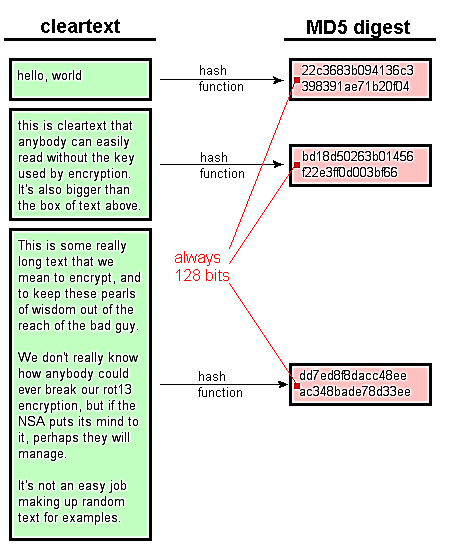 cleartext
MD5 digest
hello, world
hash
function
22c3683b094136c3
398391ae71b20f04
this is cleartext that
anybody can easily
read without the key
used by encryption.
It's also bigger than
the box of text above.
hash
function
bd18d50263b01456
f22e3ff0d003bf66
always
128 bits
This is some really
long text that we
mean to encrypt, and
to keep these pearls
of wisdom out of the
reach of the bad guy.
We don't really know
how anybody could
ever break our rot13
encryption, but if the
NSA puts its mind to
it, perhaps they will
manage.
It's not an easy job
making up random
text for examples.
hash
function
dd7ed8f8dacc48ee
ac348bade78d33ee